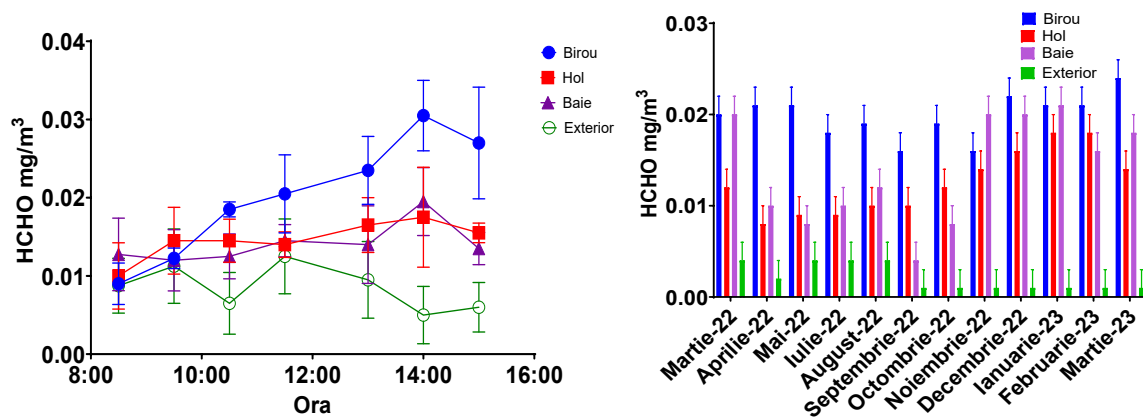 HCHO mg/m³
0.04
0.03
0.02
0.01
0.00
8:00 10:00 12:00 14:00 16:00
Ora
Birou
Hol
Baie
Exterior
HCHO mg/m³
0.03
0.02
0.01
0.00
Birou
Hol
Baie
Exterior
Martie-22
Aprilie-22
Mai-22
Iulie-22
August-22
Septembrie-22
Octombrie-22
Noiembrie-22
Decembrie-22
Ianuarie-23
Februarie-23
Martie-23